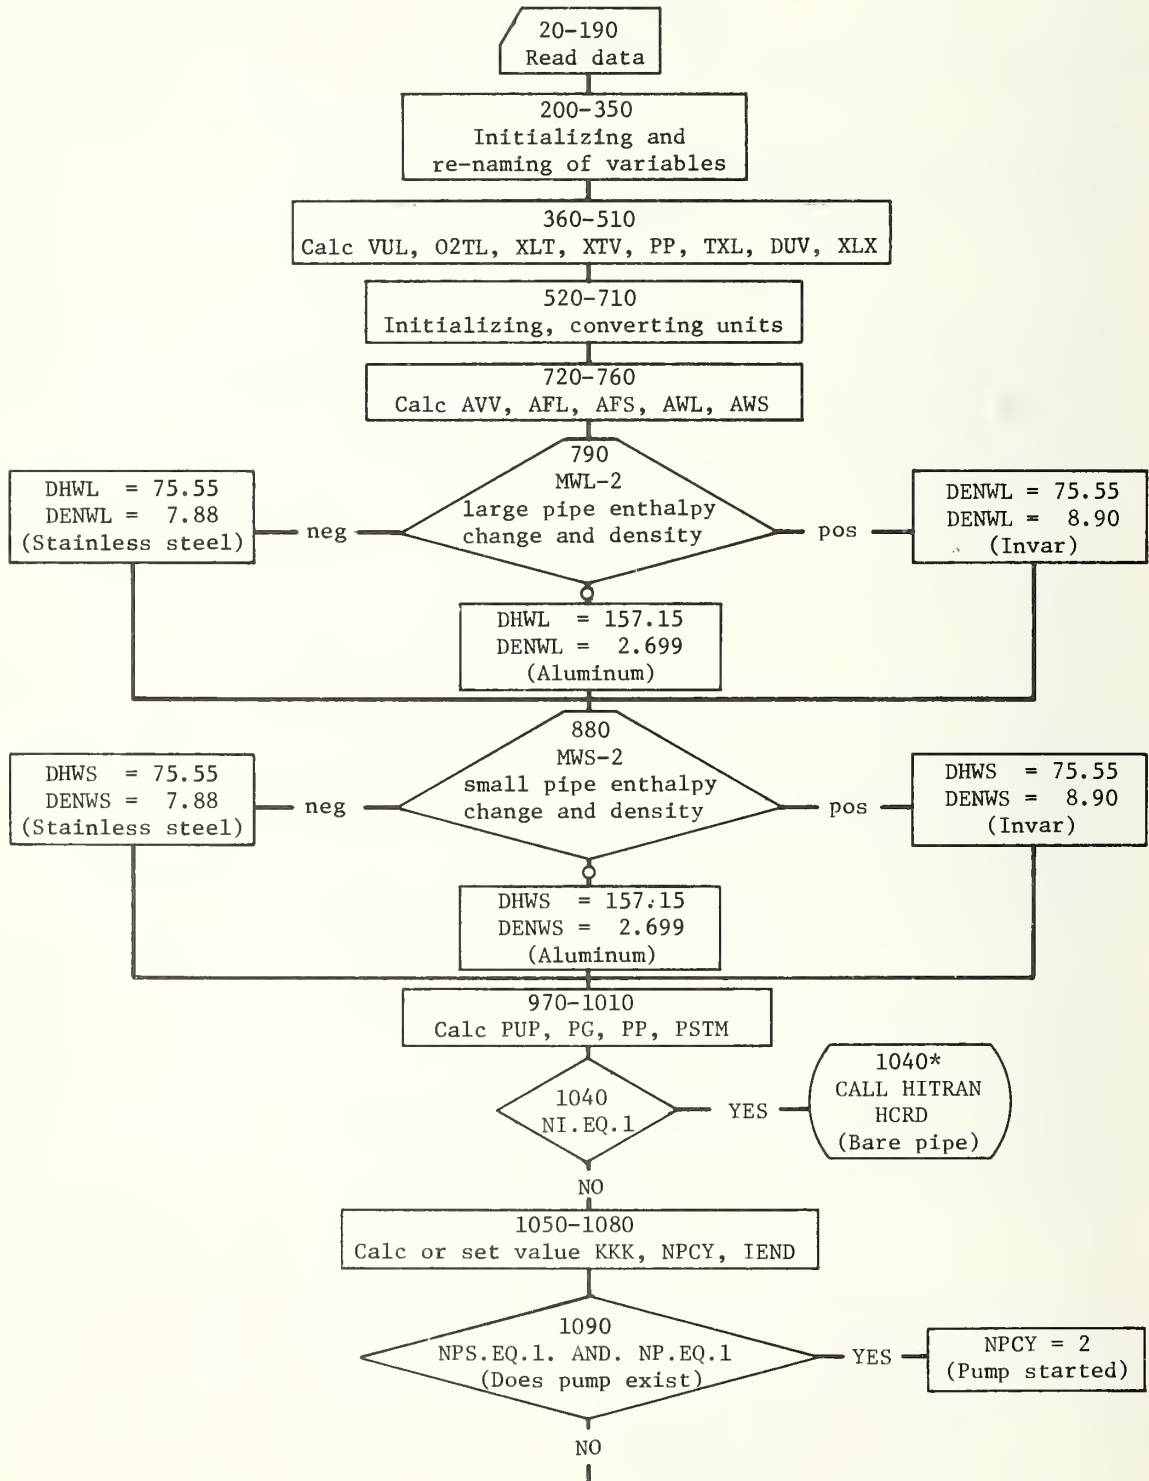 20-190
Read data
200-350
Initializing and
re-naming of variables
360-510
Calc VUL, O2TL, XLT, XTV, PP, TXL, DUV, XLX
520-710
Initializing, converting units
720-760
Calc AVV, AFL, AFS, AWL, AWS
790
MWL-2
large pipe enthalpy
change and density
neg
pos
DHWL = 75.55
DENWL = 7.88
(Stainless steel)
DENWL = 75.55
DENWL = 8.90
(Invar)
DHWL = 157.15
DENWL = 2.699
(Aluminum)
880
MWS-2
small pipe enthalpy
change and density
neg
pos
DHWS = 75.55
DENWS = 7.88
(Stainless steel)
DHWS = 75.55
DENWS = 8.90
(Invar)
DHWS = 157.15
DENWS = 2.699
(Aluminum)
970-1010
Calc PUP, PG, PP, PSTM
1040
NI.EQ.1
YES
1040*
CALL HITRAN
HCRD
(Bare pipe)
NO
1050-1080
Calc or set value KKK, NPCY, IEND
1090
NPS.EQ.1. AND. NP.EQ.1
(Does pump exist)
YES
NPCY = 2
(Pump started)
NO